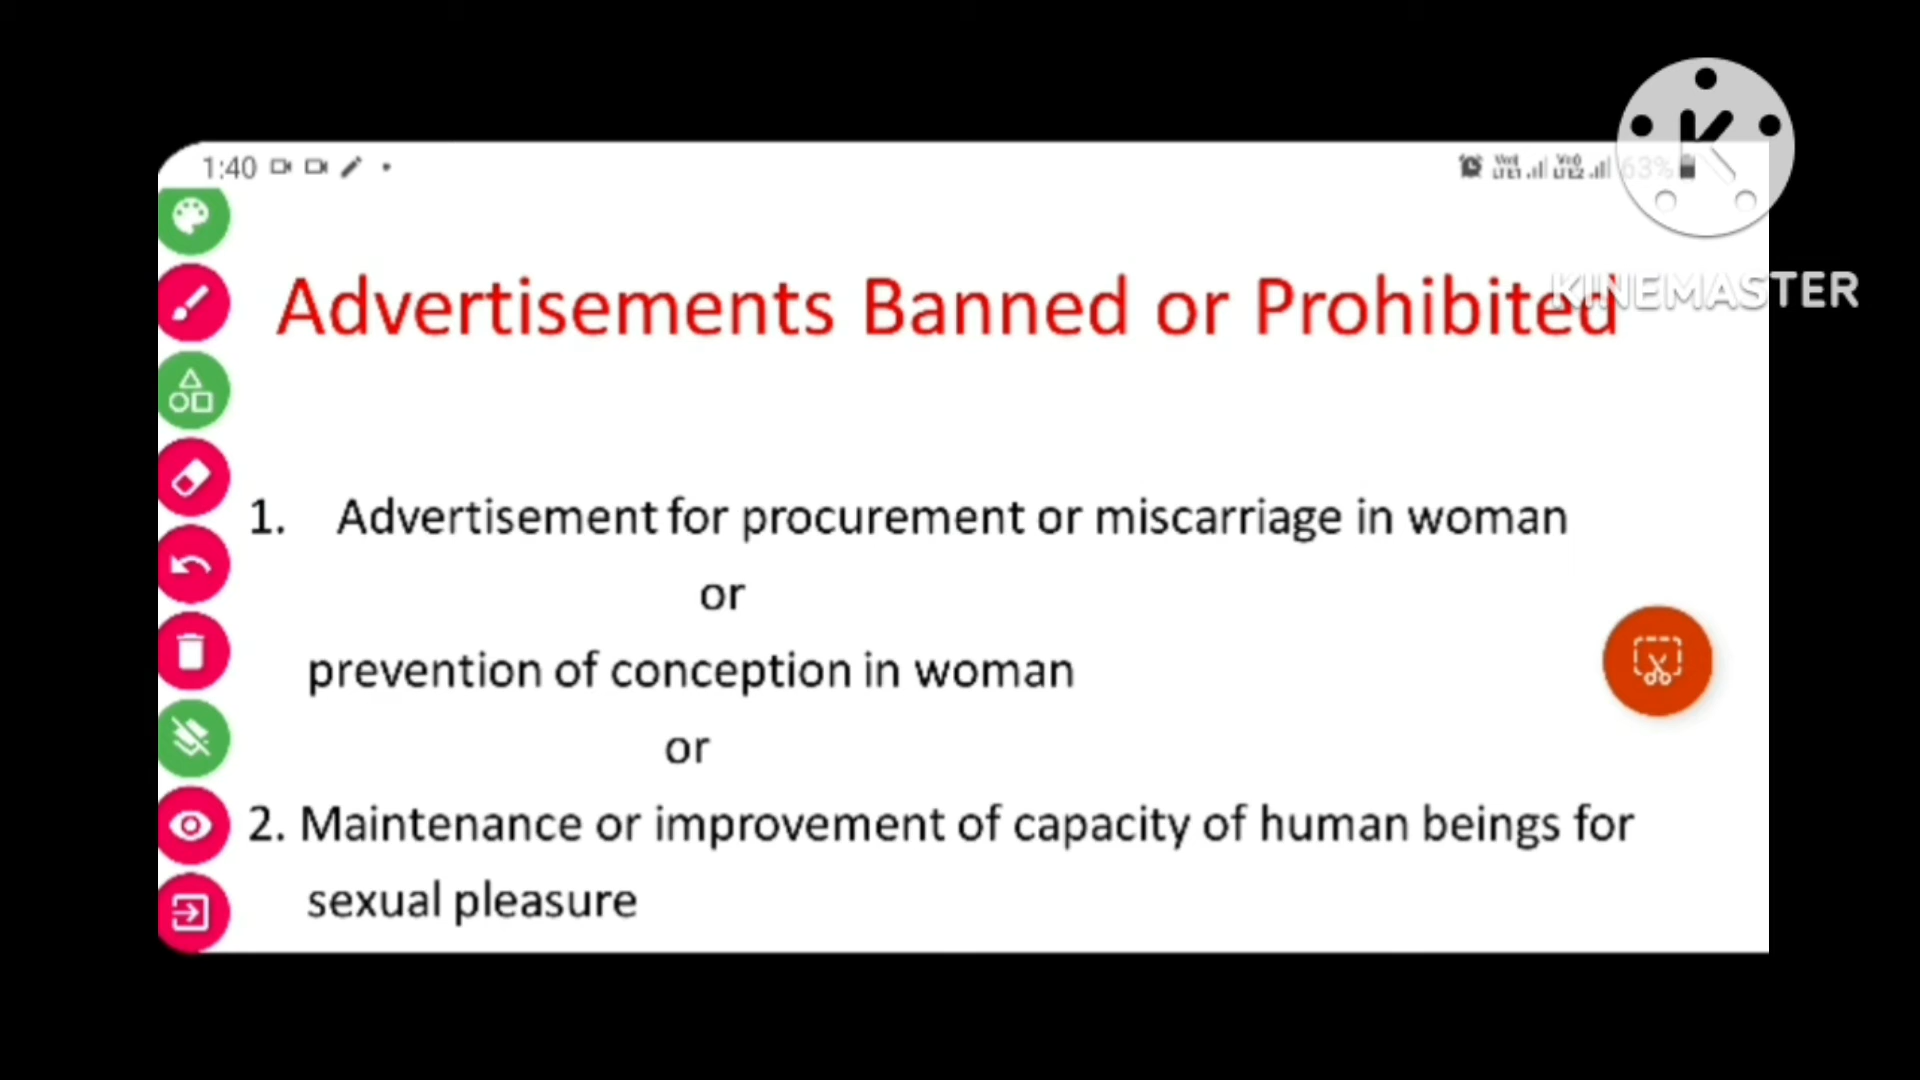 1:40
63%
KINEMASTER
Advertisements Banned or Prohibited
1. Advertisement for procurement or miscarriage in woman
or
prevention of conception in woman
or
2. Maintenance or improvement of capacity of human beings for
sexual pleasure